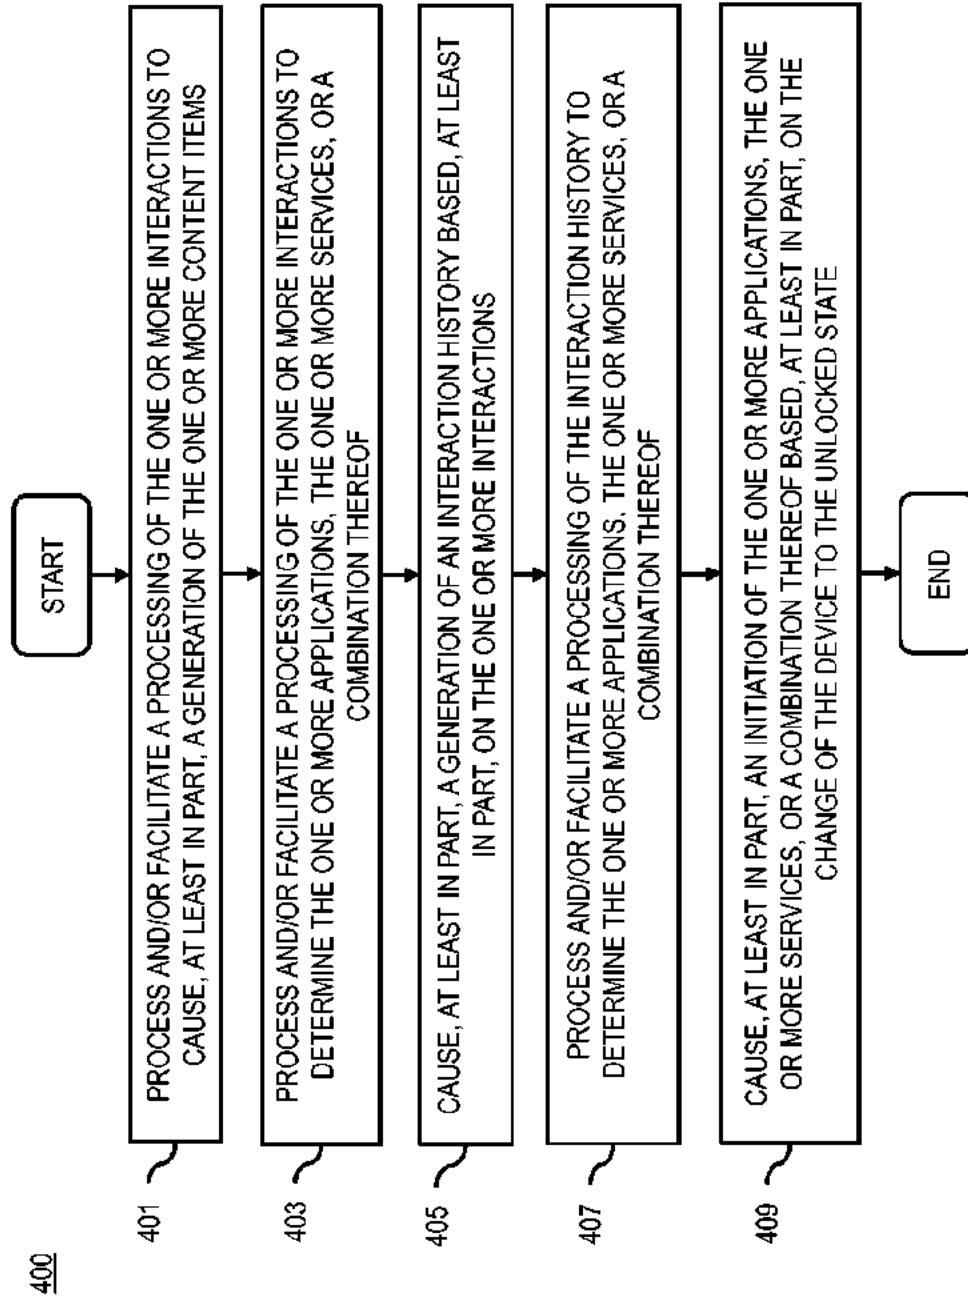 400
START
401
PROCESS AND/OR FACILITATE A PROCESSING OF THE ONE OR MORE INTERACTIONS TO
CAUSE, AT LEAST IN PART, A GENERATION OF THE ONE OR MORE CONTENT ITEMS
403
PROCESS AND/OR FACILITATE A PROCESSING OF THE ONE OR MORE INTERACTIONS TO
DETERMINE THE ONE OR MORE APPLICATIONS, THE ONE OR MORE SERVICES, OR A
COMBINATION THEREOF
405
CAUSE, AT LEAST IN PART, A GENERATION OF AN INTERACTION HISTORY BASED, AT LEAST
IN PART, ON THE ONE OR MORE INTERACTIONS
407
PROCESS AND/OR FACILITATE A PROCESSING OF THE INTERACTION HISTORY TO
DETERMINE THE ONE OR MORE APPLICATIONS. THE ONE OR MORE SERVICES, OR A
COMBINATION THEREOF
409
CAUSE, AT LEAST IN PART, AN INITIATION OF THE ONE OR MORE APPLICATIONS, THE ONE
OR MORE SERVICES, OR A COMBINATION THEREOF BASED, AT LEAST IN PART, ON THE
CHANGE OF THE DEVICE TO THE UNLOCKED STATE
END